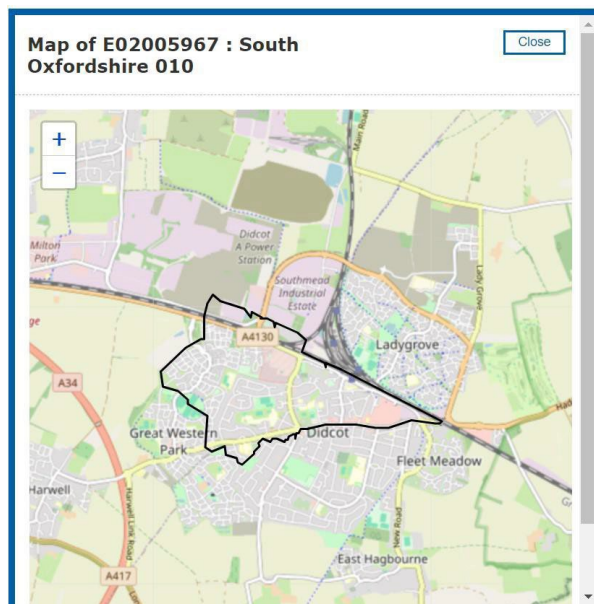 Map of E02005967 : South
Oxfordshire 010
Close
+
−
Main Road
Milton
Park
Didcot
A Power
Station
Southmead
Industrial
Estate
Lady Grove
A4130
Ladygrove
A34
Great Western
Park
Didcot
Fleet Meadow
Harwell
Harwell Link Road
New Road
East Hagbourne
A417